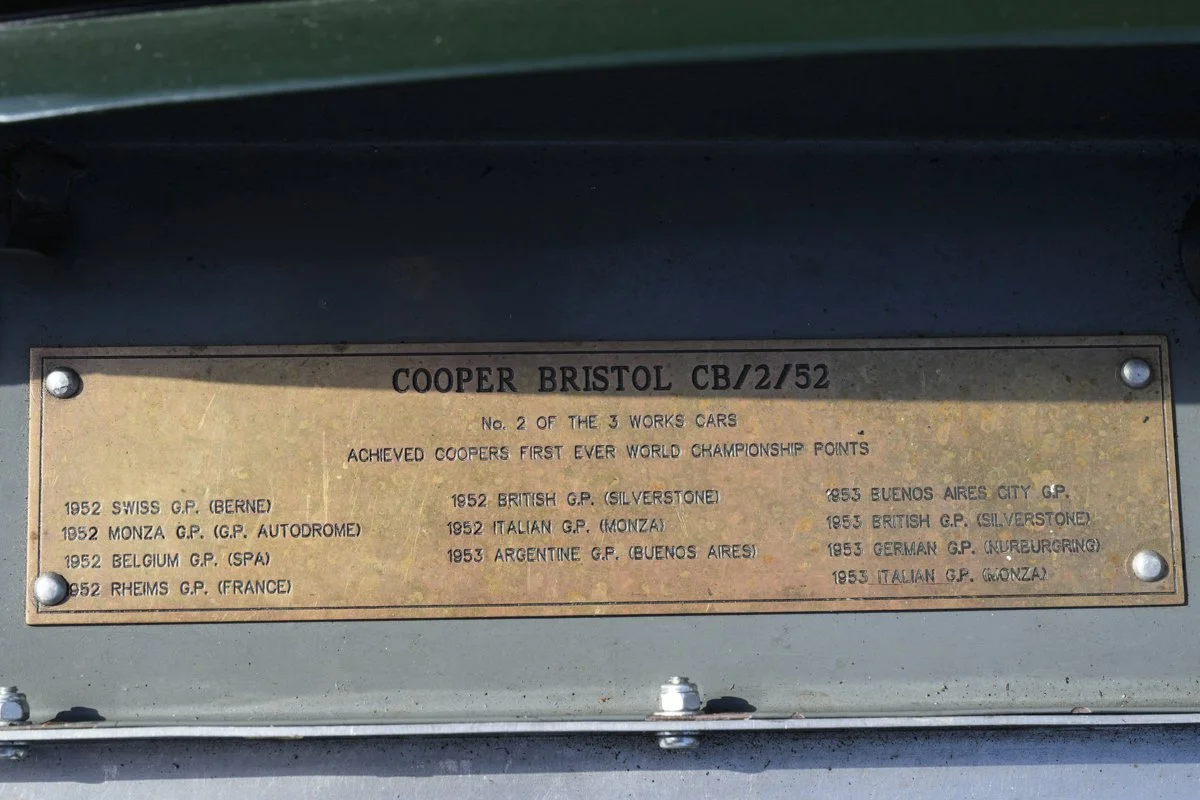 COOPER BRISTOL CB/2/52
No. 2 OF THE 3 WORKS CARS
ACHIEVED COOPERS FIRST EVER WORLD CHAMPIONSHIP POINTS
1952 SWISS G.P. (BERNE)
1952 MONZA G.P. (G.P. AUTODROME)
1952 BELGIUM G.P. (SPA)
1952 RHEIMS G.P. (FRANCE)
1952 BRITISH G.P. (SILVERSTONE)
1952 ITALIAN G.P. (MONZA)
1953 ARGENTINE G.P. (BUENOS AIRES)
1953 BUENOS AIRES CITY G.P.
1953 BRITISH G.P. (SILVERSTONE)
1953 GERMAN G.P. (NURBURGRING)
1953 ITALIAN G.P. (MONZA)